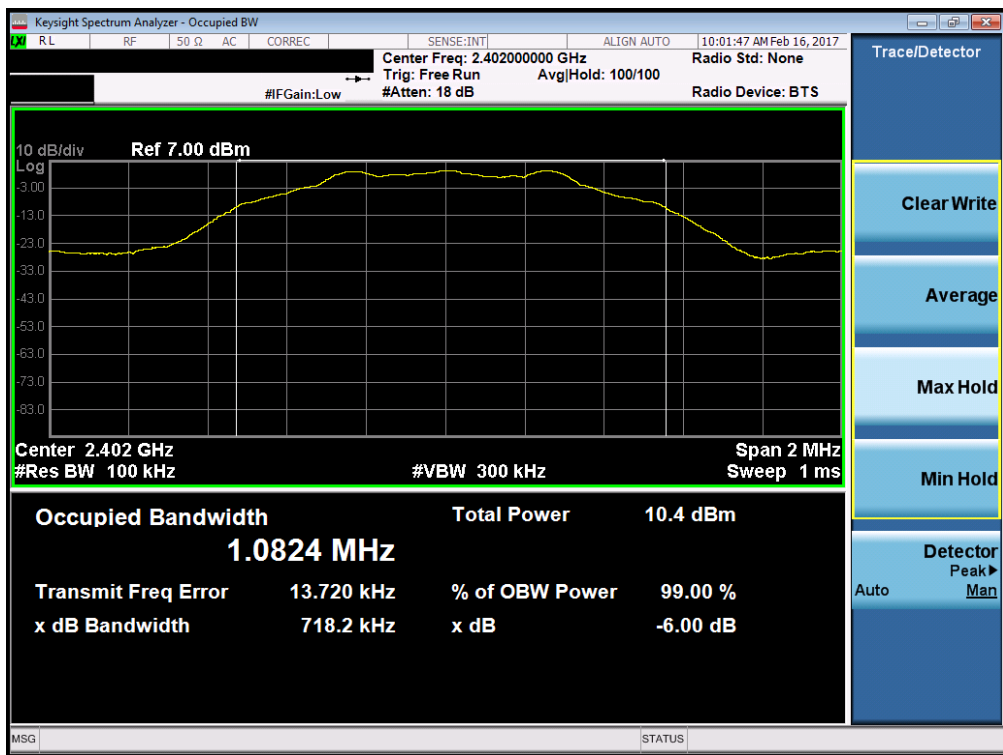 Keysight Spectrum Analyzer - Occupied BW
LXI RL RF 50 Ω AC CORREC SENSE:INT ALIGN AUTO 10:01:47 AM Feb 16, 2017
Center Freq: 2.402000000 GHz Radio Std: None
Trig: Free Run Avg|Hold: 100/100
#IFGain:Low #Atten: 18 dB Radio Device: BTS
10 dB/div Ref 7.00 dBm
Log
-3.00
-13.0
-23.0
-33.0
-43.0
-53.0
-63.0
-73.0
-83.0
Center 2.402 GHz Span 2 MHz
#Res BW 100 kHz #VBW 300 kHz Sweep 1 ms
Occupied Bandwidth Total Power 10.4 dBm
1.0824 MHz
Transmit Freq Error 13.720 kHz % of OBW Power 99.00 %
x dB Bandwidth 718.2 kHz x dB -6.00 dB
MSG STATUS
Trace/Detector
Clear Write
Average
Max Hold
Min Hold
Detector
Peak▶
Auto Man